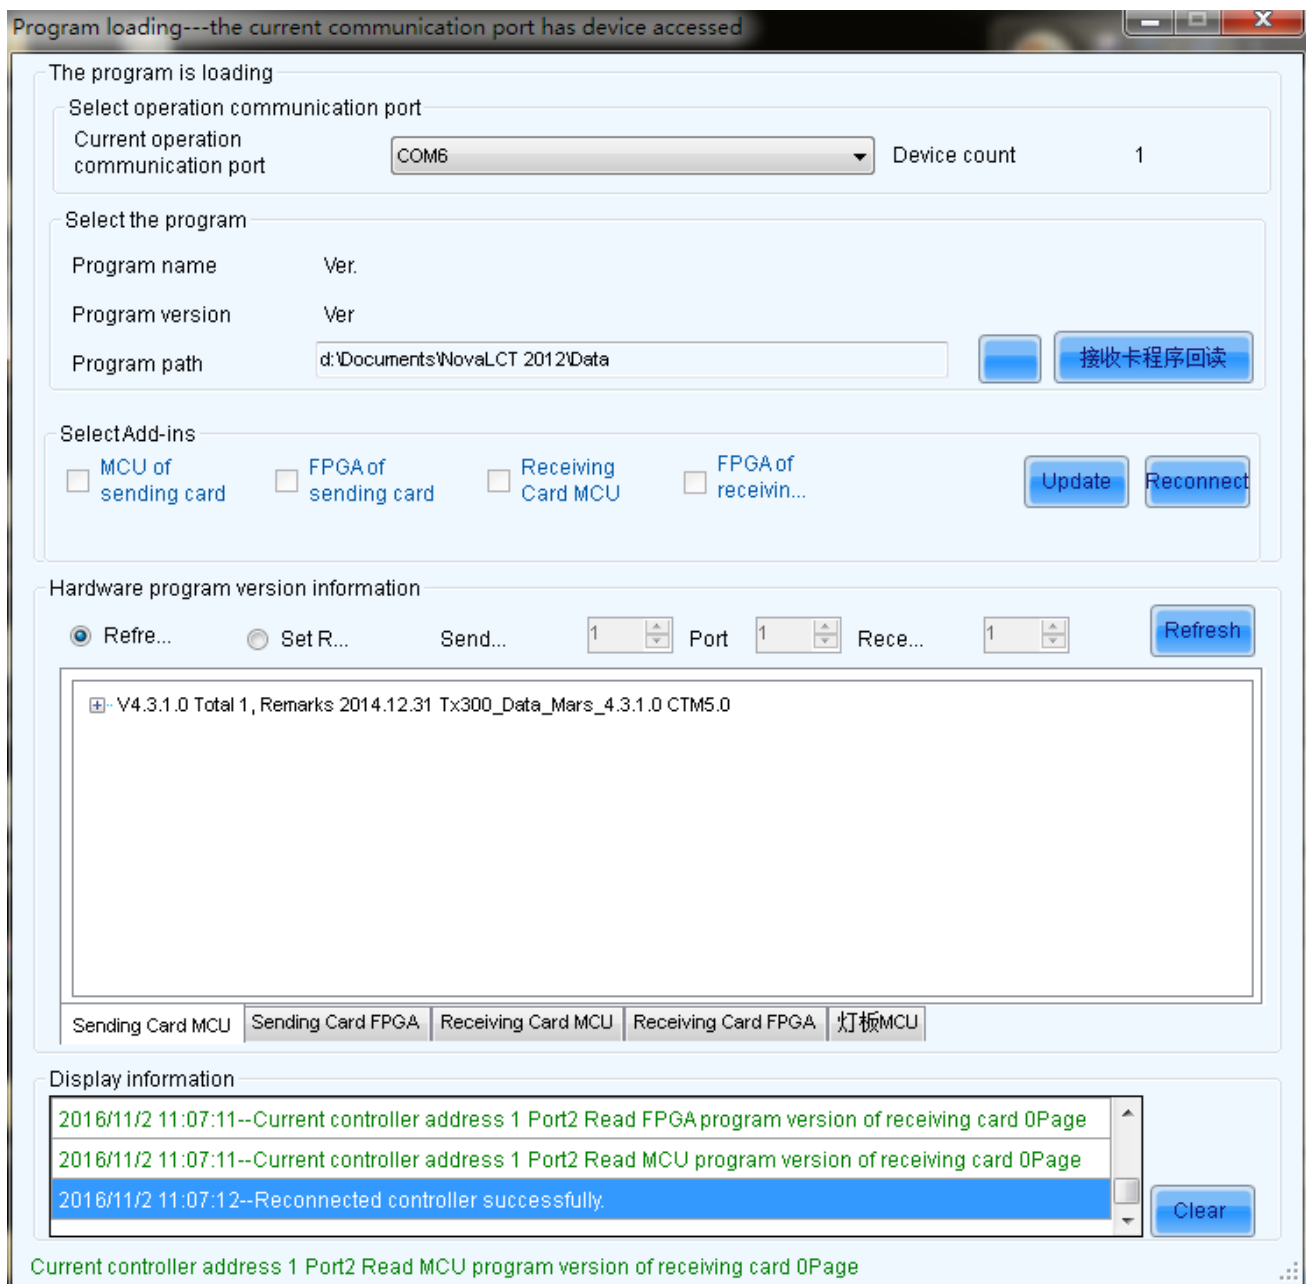 Program loading---the current communication port has device accessed
The program is loading
Select operation communication port
Current operation
communication port
COM6
Device count
1
Select the program
Program name
Ver.
Program version
Ver
Program path
d:\Documents\NovaLCT 2012\Data
接收卡程序回读
Select Add-ins
MCU of
sending card
FPGA of
sending card
Receiving
Card MCU
FPGA of
receivin...
Update
Reconnect
Hardware program version information
Refre...
Set R...
Send...
1
Port
1
Rece...
1
Refresh
V4.3.1.0 Total 1, Remarks 2014.12.31 Tx300_Data_Mars_4.3.1.0 CTM5.0
Sending Card MCU
Sending Card FPGA
Receiving Card MCU
Receiving Card FPGA
灯板MCU
Display information
2016/11/2 11:07:11--Current controller address 1 Port2 Read FPGA program version of receiving card 0Page
2016/11/2 11:07:11--Current controller address 1 Port2 Read MCU program version of receiving card 0Page
2016/11/2 11:07:12--Reconnected controller successfully.
Clear
Current controller address 1 Port2 Read MCU program version of receiving card 0Page